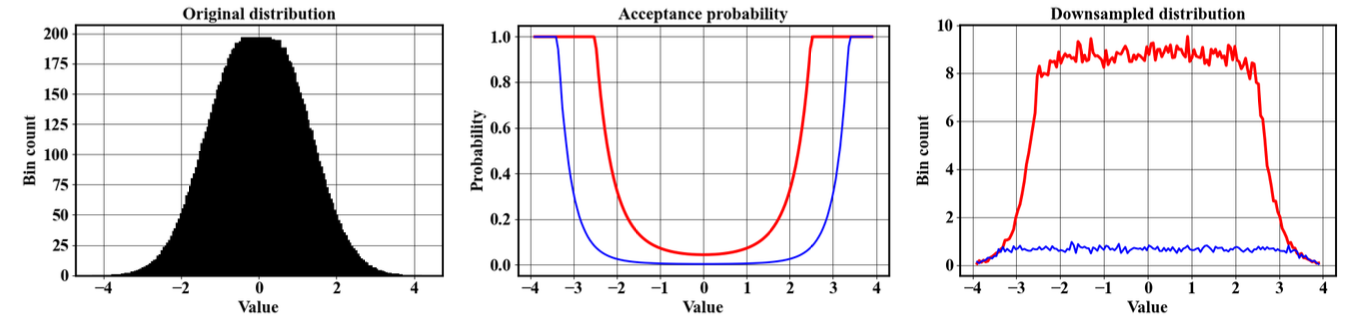 Original distribution
200
175
150
125
100
75
50
25
0
−4 −2 0 2 4
Value
Bin count
Acceptance probability
1.0
0.8
0.6
0.4
0.2
0.0
−4 −3 −2 −1 0 1 2 3 4
Value
Probability
Downsampled distribution
10
8
6
4
2
0
−4 −3 −2 −1 0 1 2 3 4
Value
Bin count